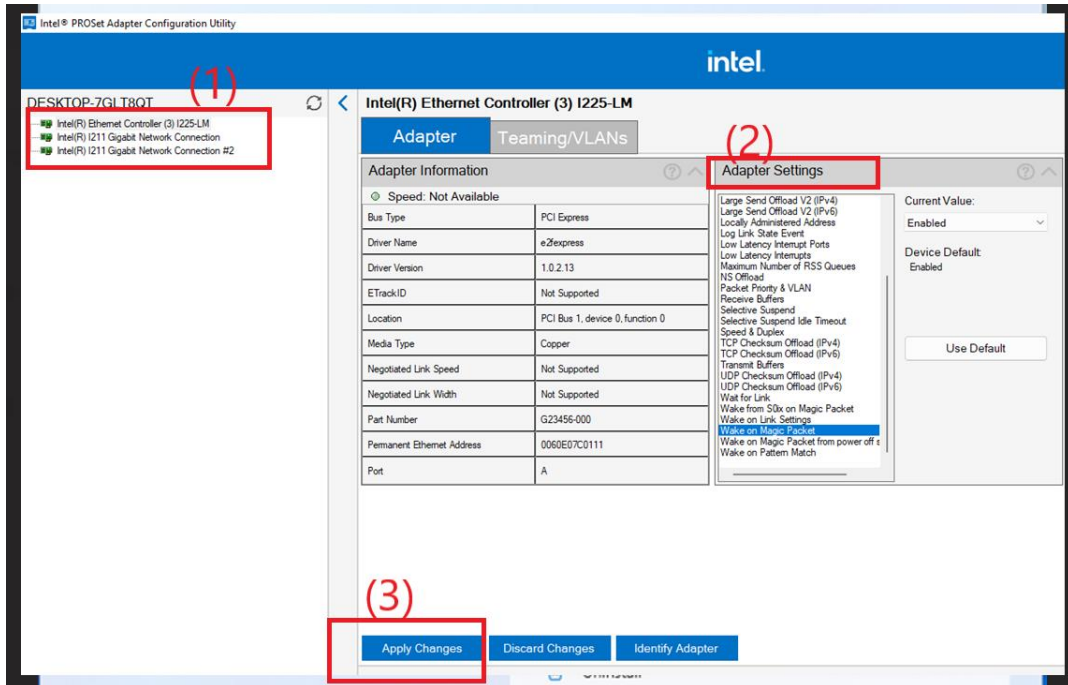 Intel® PROSet Adapter Configuration Utility
intel.
(1)
DESKTOP-7GLT8QT
Intel(R) Ethernet Controller (3) I225-LM
Intel(R) I211 Gigabit Network Connection
Intel(R) I211 Gigabit Network Connection #2
Intel(R) Ethernet Controller (3) I225-LM
Adapter
Teaming/VLANs
(2)
Adapter Information
Speed: Not Available
Bus Type PCI Express
Driver Name e2fexpress
Driver Version 1.0.2.13
ETrackID Not Supported
Location PCI Bus 1, device 0, function 0
Media Type Copper
Negotiated Link Speed Not Supported
Negotiated Link Width Not Supported
Part Number G23456-000
Permanent Ethernet Address 0060E07C0111
Port A
Adapter Settings
Large Send Offload V2 (IPv4)
Large Send Offload V2 (IPv6)
Locally Administered Address
Log Link State Event
Low Latency Interrupt Ports
Low Latency Interrupts
Maximum Number of RSS Queues
NS Offload
Packet Priority & VLAN
Receive Buffers
Selective Suspend
Selective Suspend Idle Timeout
Speed & Duplex
TCP Checksum Offload (IPv4)
TCP Checksum Offload (IPv6)
Transmit Buffers
UDP Checksum Offload (IPv4)
UDP Checksum Offload (IPv6)
Wait for Link
Wake from S0ix on Magic Packet
Wake on Link Settings
Wake on Magic Packet
Wake on Magic Packet from power off s
Wake on Pattern Match
Current Value:
Enabled
Device Default:
Enabled
Use Default
(3)
Apply Changes
Discard Changes
Identify Adapter